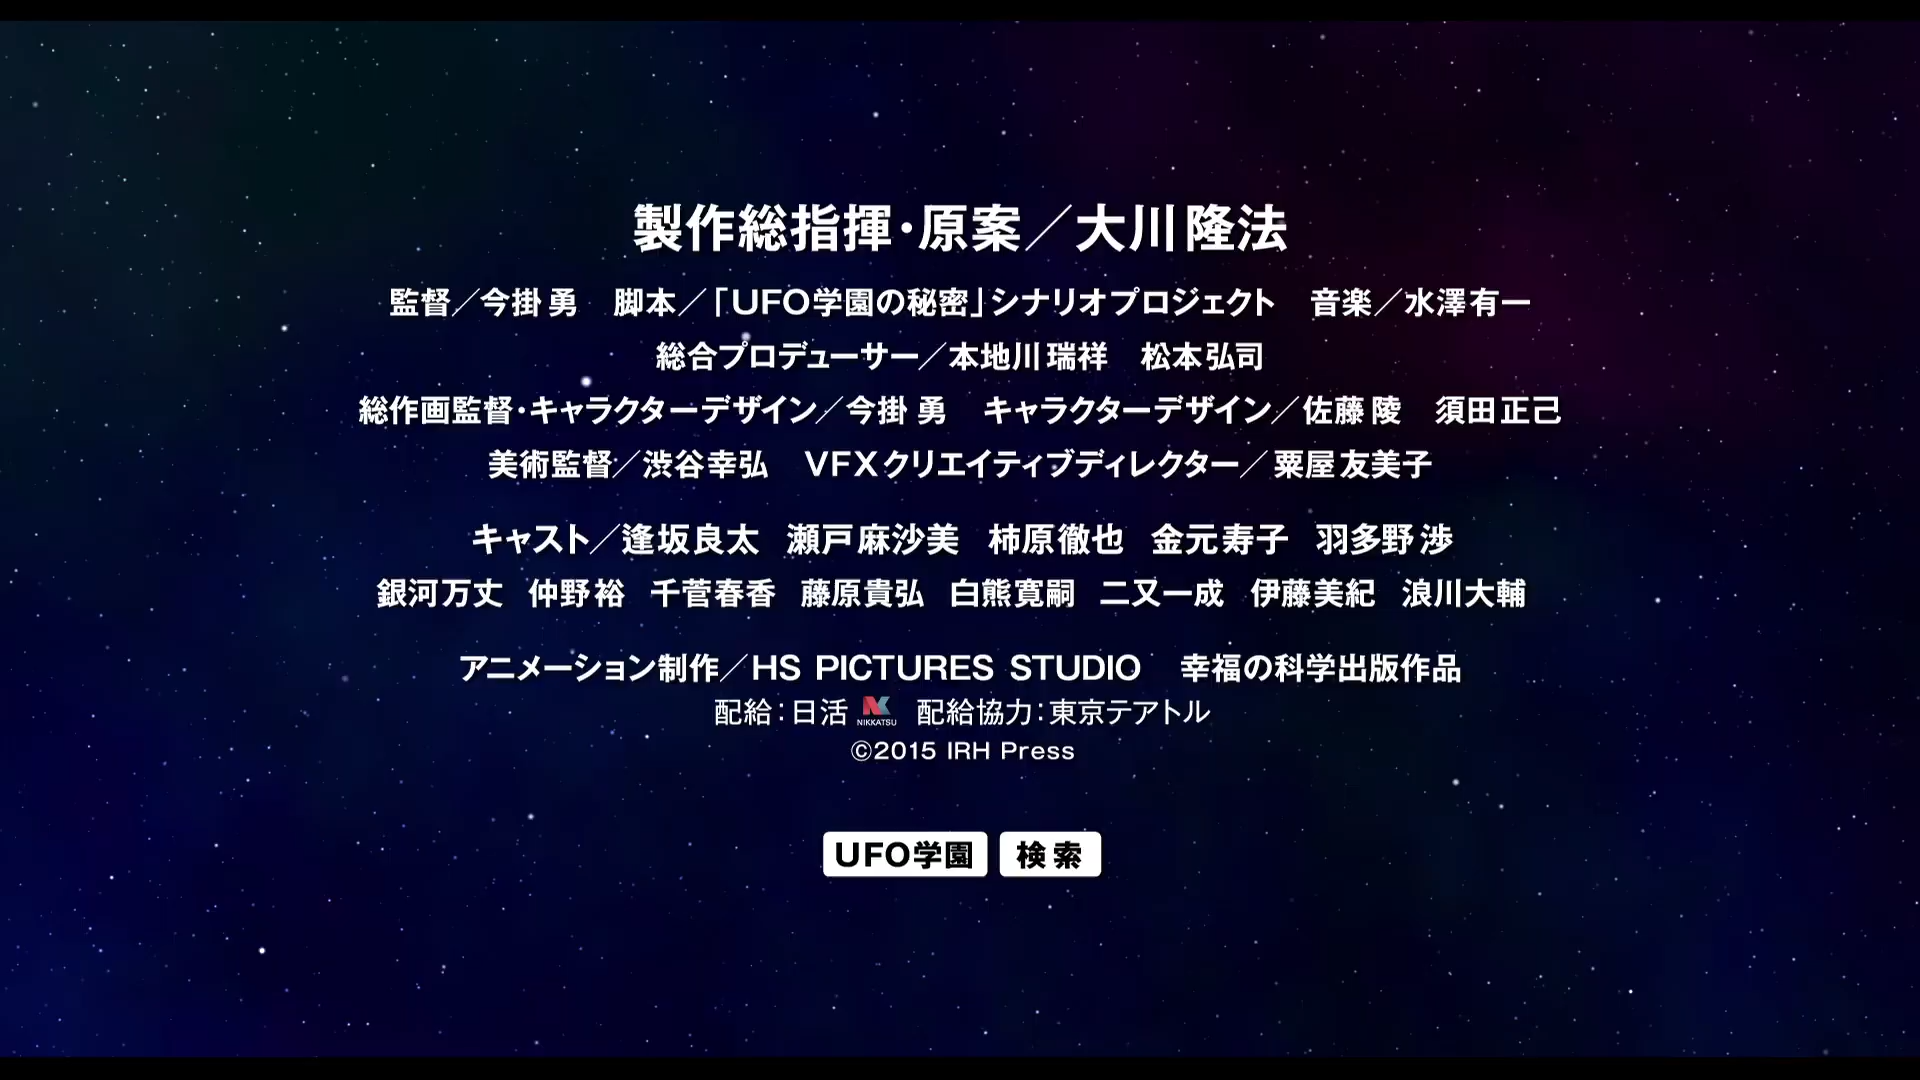 製作総指揮・原案／大川隆法
監督／今掛 勇　脚本／「UFO学園の秘密」シナリオプロジェクト　音楽／水澤有一
総合プロデューサー／本地川瑞祥　松本弘司
総作画監督・キャラクターデザイン／今掛 勇　キャラクターデザイン／佐藤 陵　須田正己
美術監督／渋谷幸弘　VFXクリエイティブディレクター／粟屋友美子
キャスト／逢坂良太　瀬戸麻沙美　柿原徹也　金元寿子　羽多野 渉
銀河万丈　仲野裕　千菅春香　藤原貴弘　白熊寛嗣　二又一成　伊藤美紀　浪川大輔
アニメーション制作／HS PICTURES STUDIO　幸福の科学出版作品
配給：日活 NIKKATSU　配給協力：東京テアトル
©2015 IRH Press
UFO学園　検索